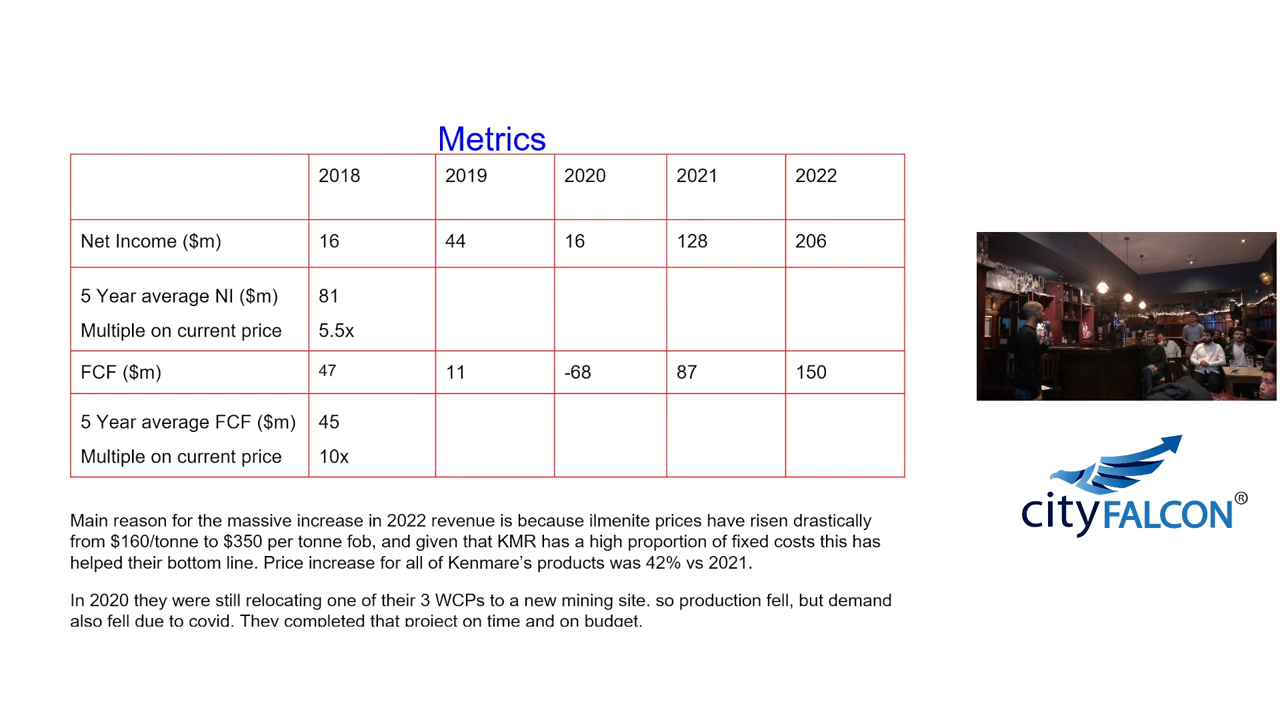 Metrics
2018 2019 2020 2021 2022
Net Income ($m) 16 44 16 128 206
5 Year average NI ($m) 81
Multiple on current price 5.5x
FCF ($m) 47 11 -68 87 150
5 Year average FCF ($m) 45
Multiple on current price 10x
Main reason for the massive increase in 2022 revenue is because ilmenite prices have risen drastically
from $160/tonne to $350 per tonne fob, and given that KMR has a high proportion of fixed costs this has
helped their bottom line. Price increase for all of Kenmare's products was 42% vs 2021.
In 2020 they were still relocating one of their 3 WCPs to a new mining site. so production fell, but demand
also fell due to covid. They completed that project on time and on budget.
cityFALCON®